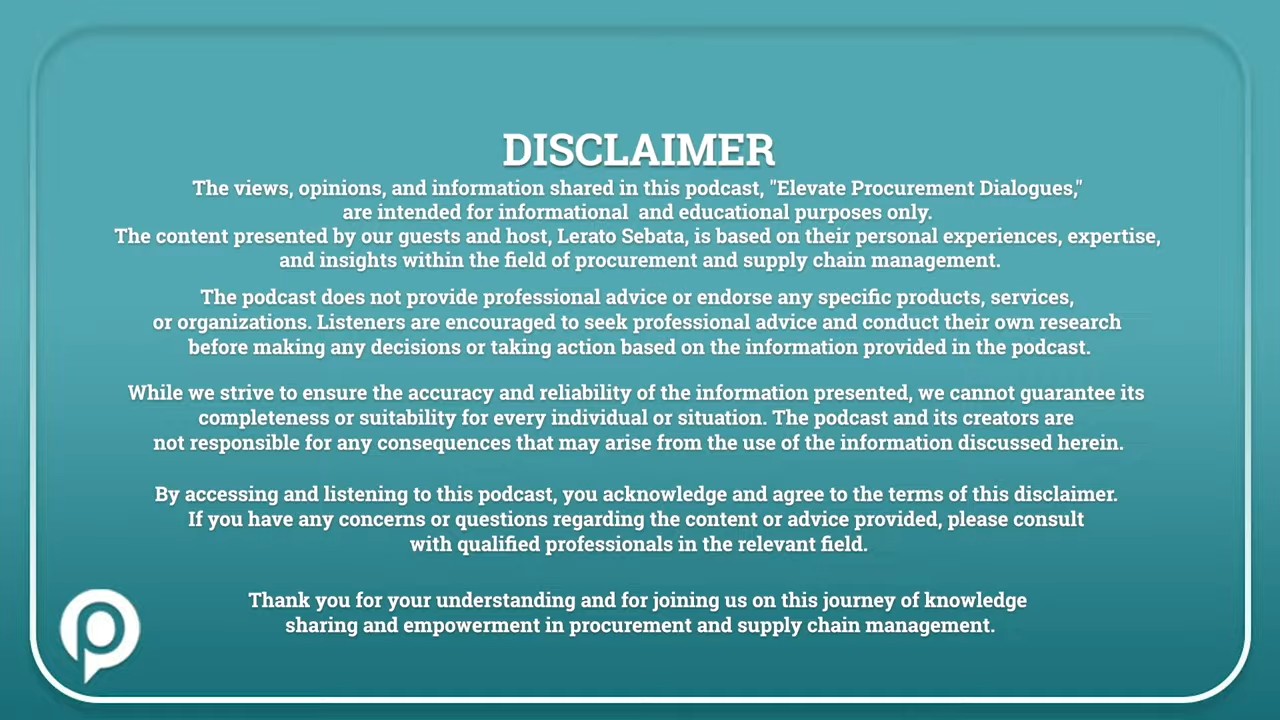 DISCLAIMER
The views, opinions, and information shared in this podcast, "Elevate Procurement Dialogues,"
are intended for informational  and educational purposes only.
The content presented by our guests and host, Lerato Sebata, is based on their personal experiences, expertise,
and insights within the field of procurement and supply chain management.
The podcast does not provide professional advice or endorse any specific products, services,
or organizations. Listeners are encouraged to seek professional advice and conduct their own research
before making any decisions or taking action based on the information provided in the podcast.
While we strive to ensure the accuracy and reliability of the information presented, we cannot guarantee its
completeness or suitability for every individual or situation. The podcast and its creators are
not responsible for any consequences that may arise from the use of the information discussed herein.
By accessing and listening to this podcast, you acknowledge and agree to the terms of this disclaimer.
If you have any concerns or questions regarding the content or advice provided, please consult
with qualified professionals in the relevant field.
Thank you for your understanding and for joining us on this journey of knowledge
sharing and empowerment in procurement and supply chain management.